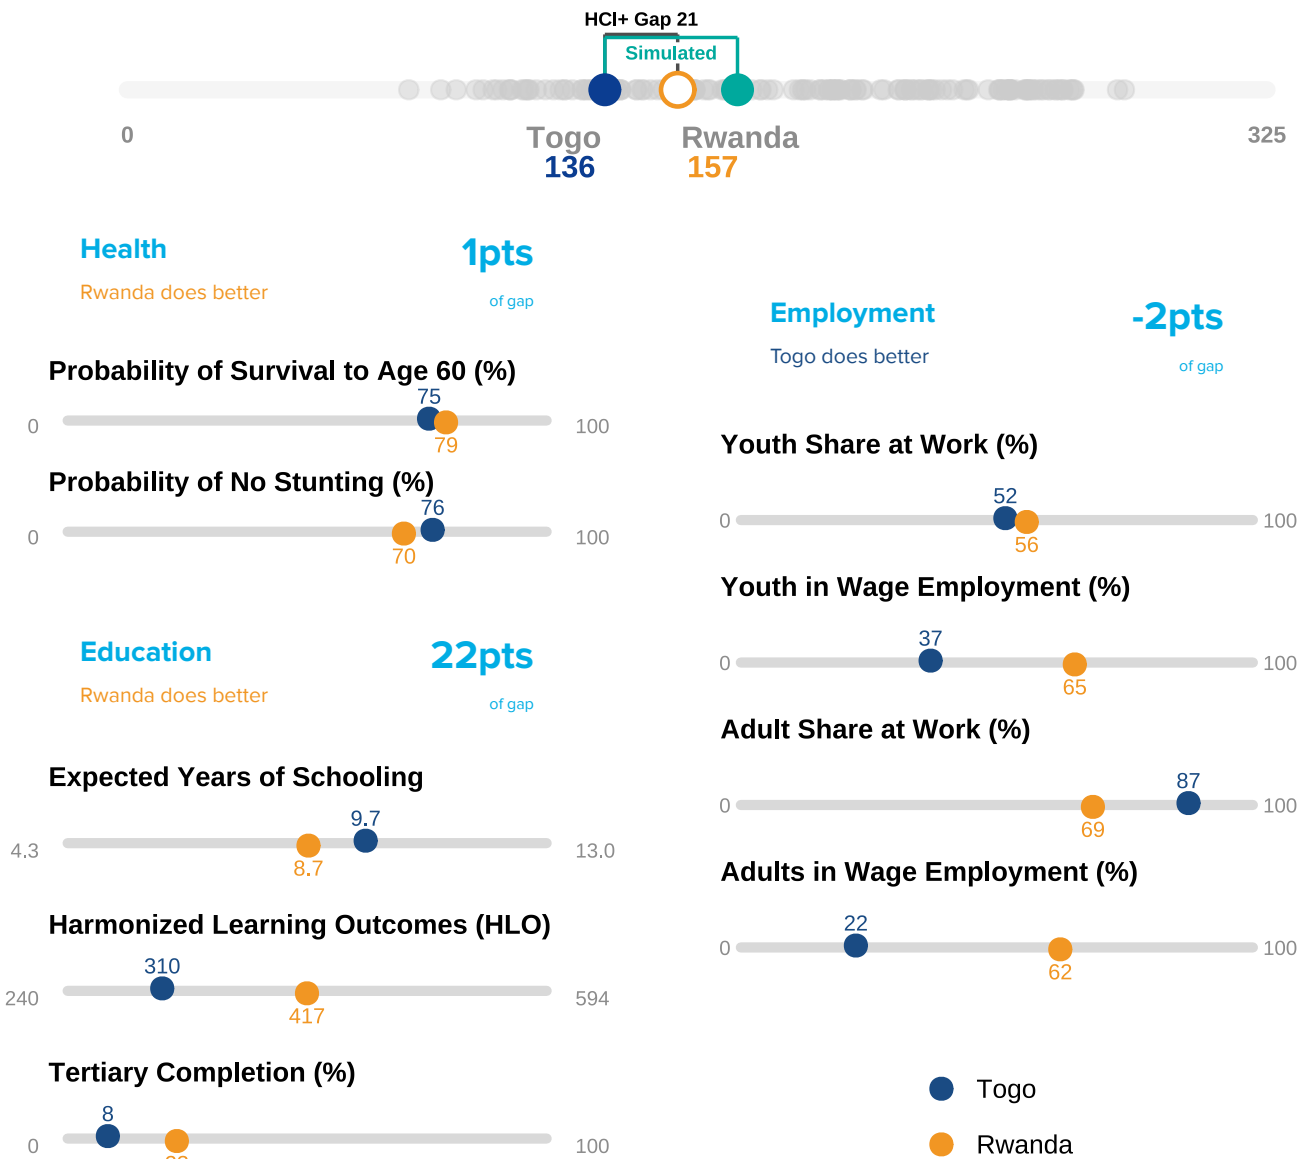 HCI+ Gap 21
Simulated
0
325
Togo
136
Rwanda
157
Health
1pts
Rwanda does better
of gap
Probability of Survival to Age 60 (%)
75
0
100
79
Probability of No Stunting (%)
76
0
100
70
Education
22pts
Rwanda does better
of gap
Expected Years of Schooling
9.7
4.3
13.0
8.7
Harmonized Learning Outcomes (HLO)
310
240
594
417
Tertiary Completion (%)
8
0
100
Employment
-2pts
Togo does better
of gap
Youth Share at Work (%)
52
0
100
56
Youth in Wage Employment (%)
37
0
100
65
Adult Share at Work (%)
87
0
100
69
Adults in Wage Employment (%)
22
0
100
62
Togo
Rwanda